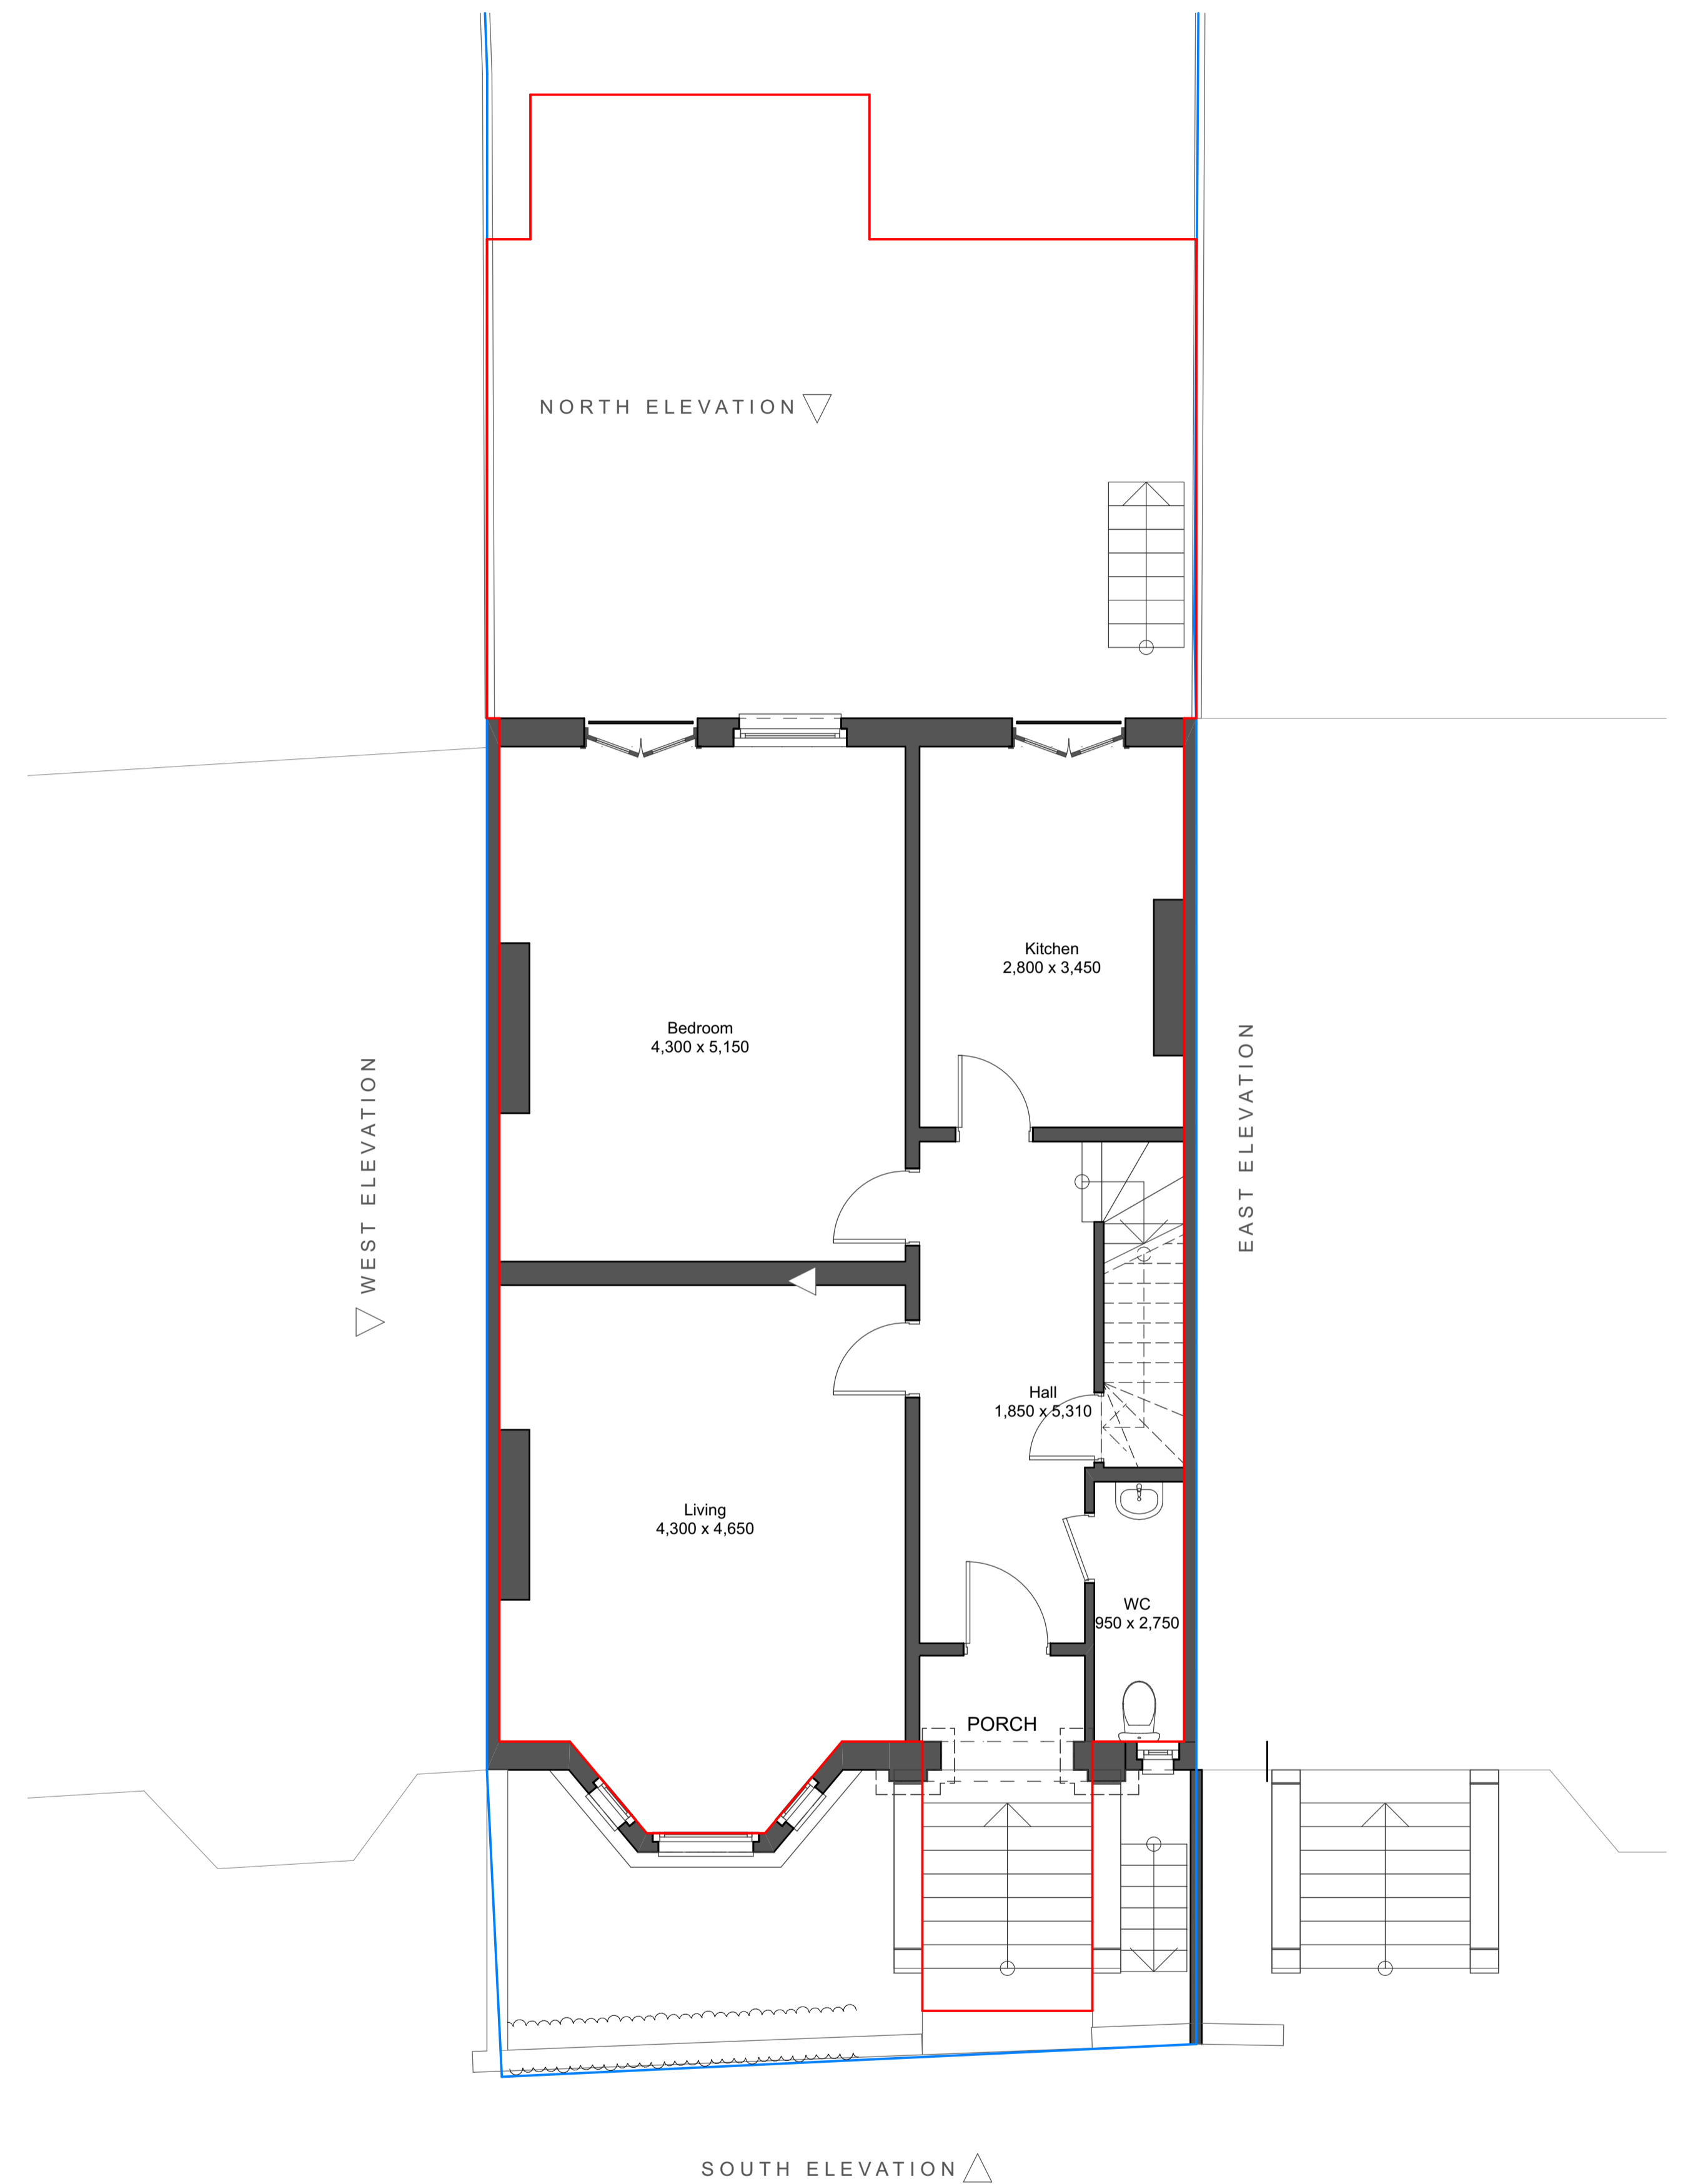 NORTH ELEVATION
Kitchen
2,800 x 3,450
Bedroom
4,300 x 5,150
WEST ELEVATION
EAST ELEVATION
Hall
1,850 x 5,310
Living
4,300 x 4,650
WC
950 x 2,750
PORCH
SOUTH ELEVATION